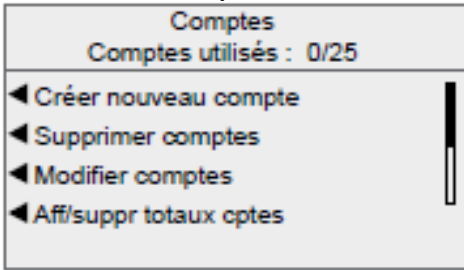 Comptes
Comptes utilisés : 0/25
Créer nouveau compte
Supprimer comptes
Modifier comptes
Aff/suppr totaux cptes